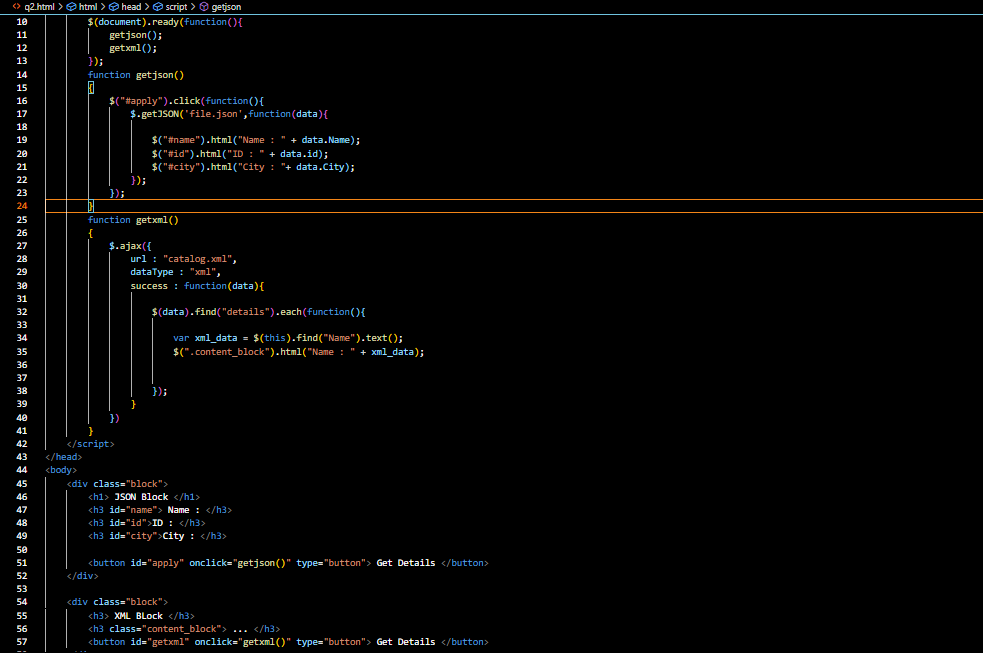 q2.html > html > head > script > getjson
10 $(document).ready(function(){
11 getjson();
12 getxml();
13 });
14 function getjson()
15 {
16 $("#apply").click(function(){
17 $.getJSON('file.json',function(data){
18
19 $("#name").html("Name : " + data.Name);
20 $("#id").html("ID : " + data.id);
21 $("#city").html("City : "+ data.City);
22 });
23 });
24 }
25 function getxml()
26 {
27 $.ajax({
28 url : "catalog.xml",
29 dataType : "xml",
30 success : function(data){
31
32 $(data).find("details").each(function(){
33
34 var xml_data = $(this).find("Name").text();
35 $(".content_block").html("Name : " + xml_data);
36
37
38 });
39 }
40 })
41 }
42 </script>
43 </head>
44 <body>
45 <div class="block">
46 <h1> JSON Block </h1>
47 <h3 id="name"> Name : </h3>
48 <h3 id="id">ID : </h3>
49 <h3 id="city">City : </h3>
50
51 <button id="apply" onclick="getjson()" type="button"> Get Details </button>
52 </div>
53
54 <div class="block">
55 <h3> XML BLock </h3>
56 <h3 class="content_block"> ... </h3>
57 <button id="getxml" onclick="getxml()" type="button"> Get Details </button>